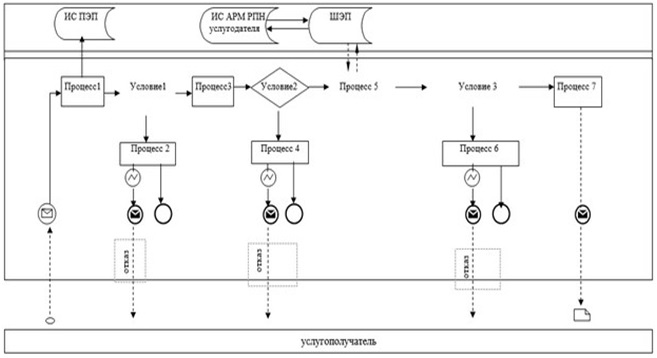 ИС ПЭП
ИС АРМ РПН
услугодателя
ШЭП
Процесс1
Условие1
Процесс3
Условие2
Процесс 5
Условие 3
Процесс 7
Процесс 2
Процесс 4
Процесс 6
отказ
отказ
отказ
услугополучатель